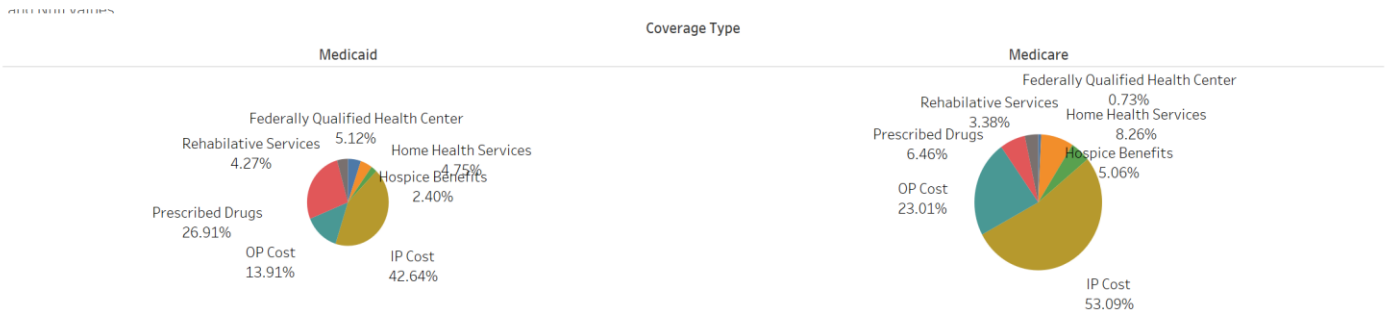 Coverage Type
Medicaid
Federally Qualified Health Center
5.12%
Rehabilitative Services
4.27%
Home Health Services
4.75%
Hospice Benefits
2.40%
Prescribed Drugs
26.91%
OP Cost
13.91%
IP Cost
42.64%
Medicare
Federally Qualified Health Center
0.73%
Rehabilative Services
3.38%
Home Health Services
8.26%
Prescribed Drugs
6.46%
Hospice Benefits
5.06%
OP Cost
23.01%
IP Cost
53.09%